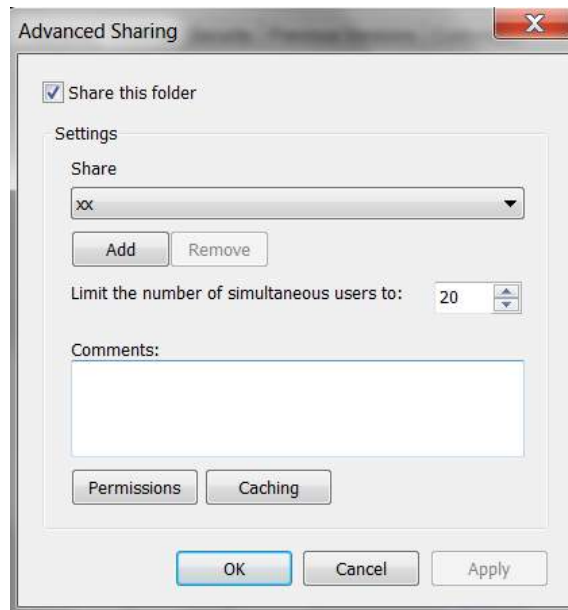 Advanced Sharing
Share this folder
Settings
Share
xx
Add Remove
Limit the number of simultaneous users to: 20
Comments:
Permissions Caching
OK Cancel Apply